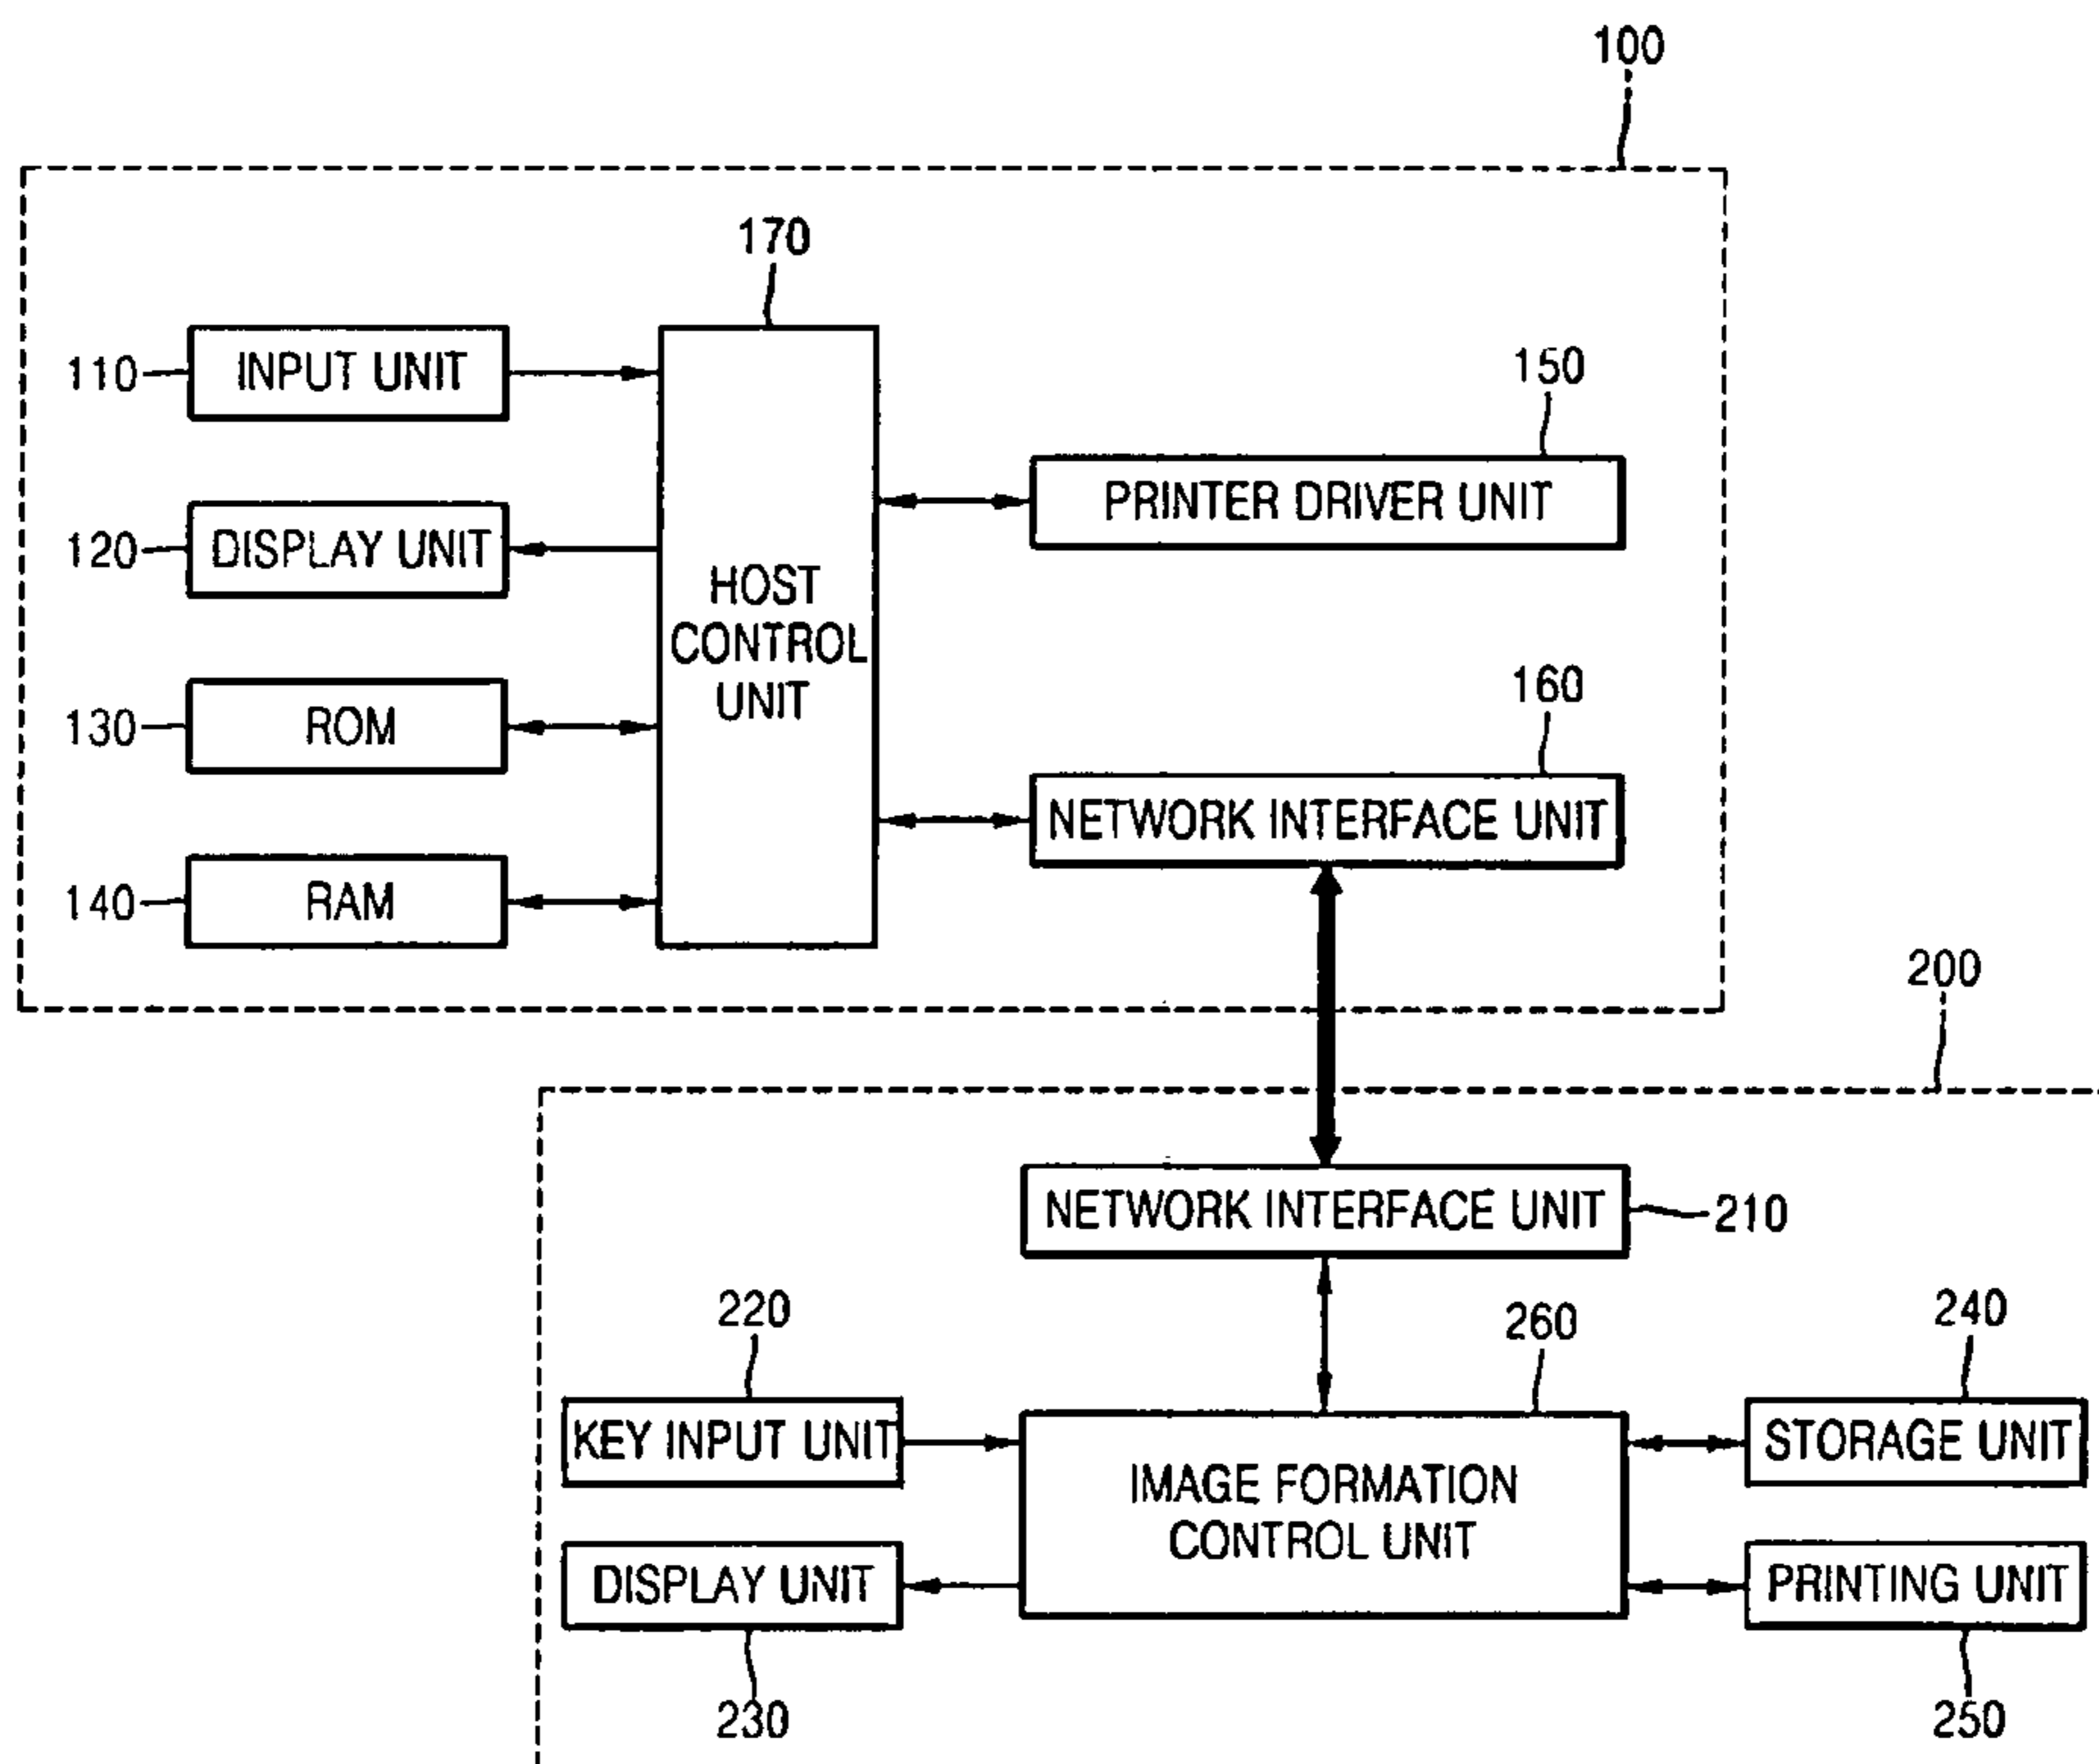 100
170
110
INPUT UNIT
150
PRINTER DRIVER UNIT
120
DISPLAY UNIT
HOST
CONTROL
UNIT
160
130
ROM
NETWORK INTERFACE UNIT
140
RAM
200
NETWORK INTERFACE UNIT
210
220
260
240
KEY INPUT UNIT
IMAGE FORMATION
CONTROL UNIT
STORAGE UNIT
DISPLAY UNIT
PRINTING UNIT
230
250